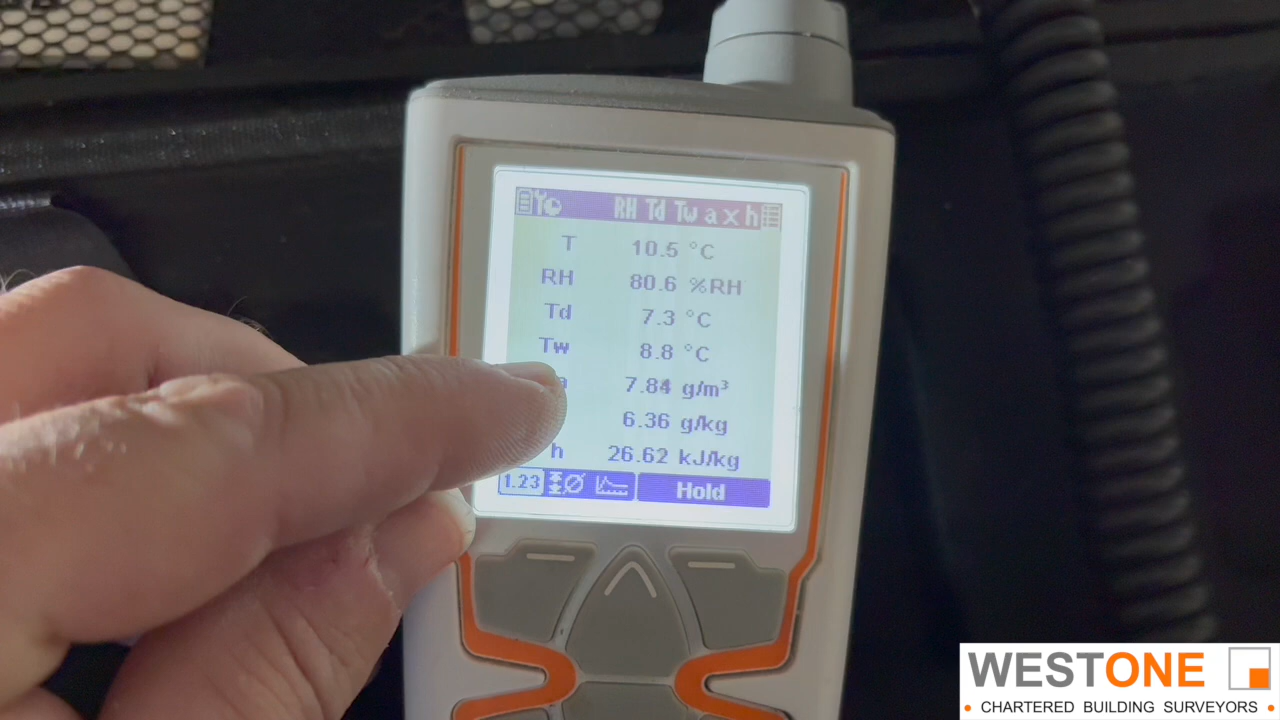 RH Td Tw a x h
T 10.5 °C
RH 80.6 %RH
Td 7.3 °C
Tw 8.8 °C
a 7.84 g/m³
6.36 g/kg
h 26.62 kJ/kg
1.23 Hold
WESTONE
• CHARTERED BUILDING SURVEYORS •